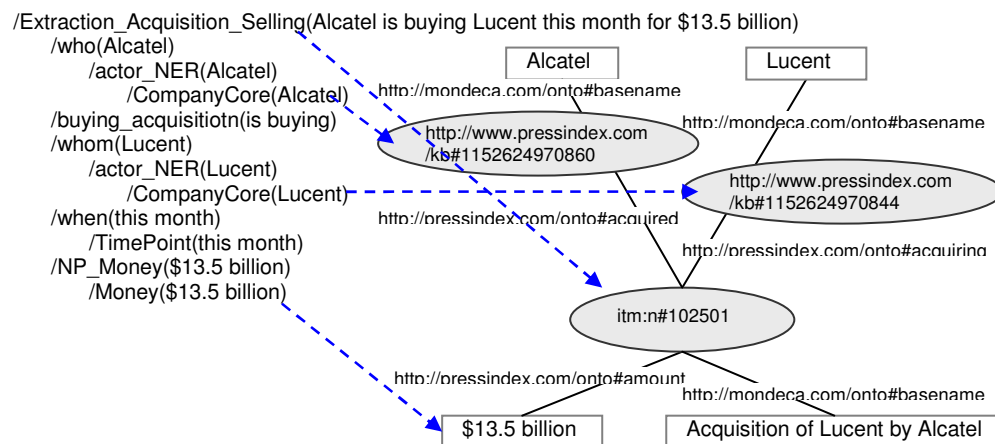 /Extraction_Acquisition_Selling(Alcatel is buying Lucent this month for $13.5 billion)
/who(Alcatel)
/actor_NER(Alcatel)
/CompanyCore(Alcatel)
/buying_acquisitiotn(is buying)
/whom(Lucent)
/actor_NER(Lucent)
/CompanyCore(Lucent)
/when(this month)
/TimePoint(this month)
/NP_Money($13.5 billion)
/Money($13.5 billion)
Alcatel
Lucent
http://mondeca.com/onto#basename
http://mondeca.com/onto#basename
http://www.pressindex.com
/kb#1152624970860
http://www.pressindex.com
/kb#1152624970844
http://pressindex.com/onto#acquired
http://pressindex.com/onto#acquiring
itm:n#102501
http://pressindex.com/onto#amount
http://mondeca.com/onto#basename
$13.5 billion
Acquisition of Lucent by Alcatel